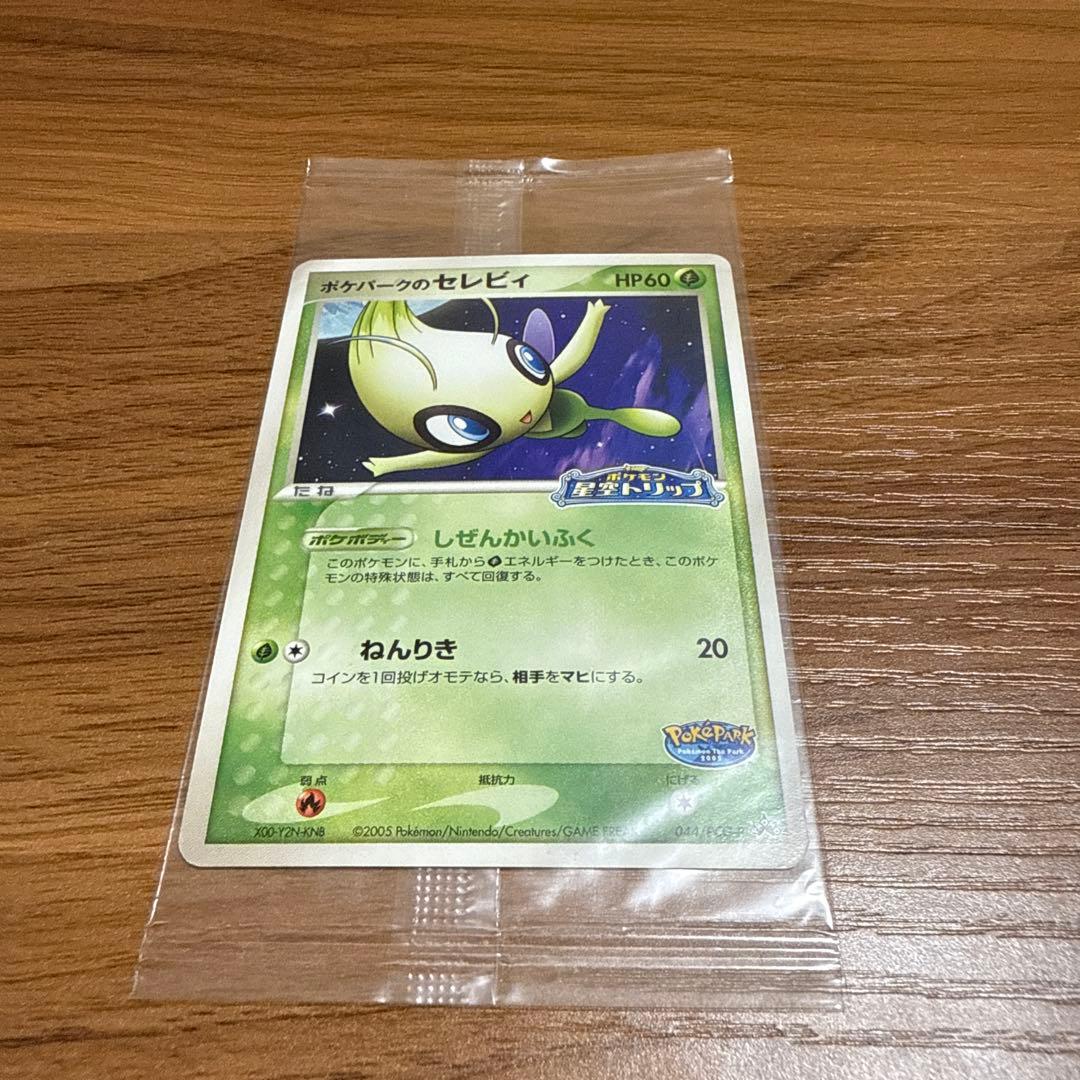 ポケパークのセレビィ HP60
ポケモン
星空トリップ
たね
ポケボディー しぜんかいふく
このポケモンに、手札からエネルギーをつけたとき、このポケ
モンの特殊状態は、すべて回復する。
ねんりき 20
コインを1回投げオモテなら、相手をマヒにする。
POKÉPARK
Pokémon The Park
2005
弱点 抵抗力 にげる
X00-Y2N-KNB ©2005 Pokémon/Nintendo/Creatures/GAME FREAK 044/PCG-P